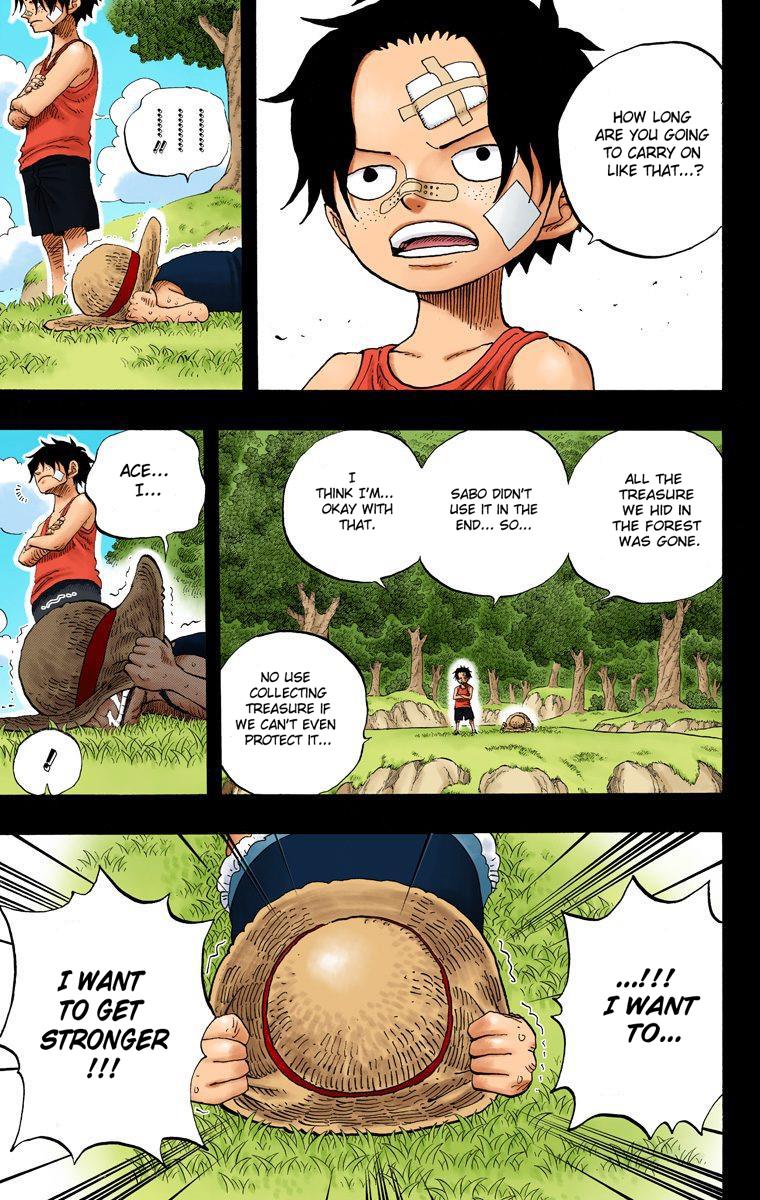 HOW LONG
ARE YOU GOING
TO CARRY ON
LIKE THAT...?
!!!!!!
ALL THE
TREASURE
WE HID IN
THE FOREST
WAS GONE.
SABO DIDN'T
USE IT IN THE
END... SO...
I
THINK I'M...
OKAY WITH
THAT.
NO USE
COLLECTING
TREASURE IF
WE CAN'T EVEN
PROTECT IT...
ACE...
I...
!
...!!!
I WANT
TO...
I WANT
TO GET
STRONGER
!!!